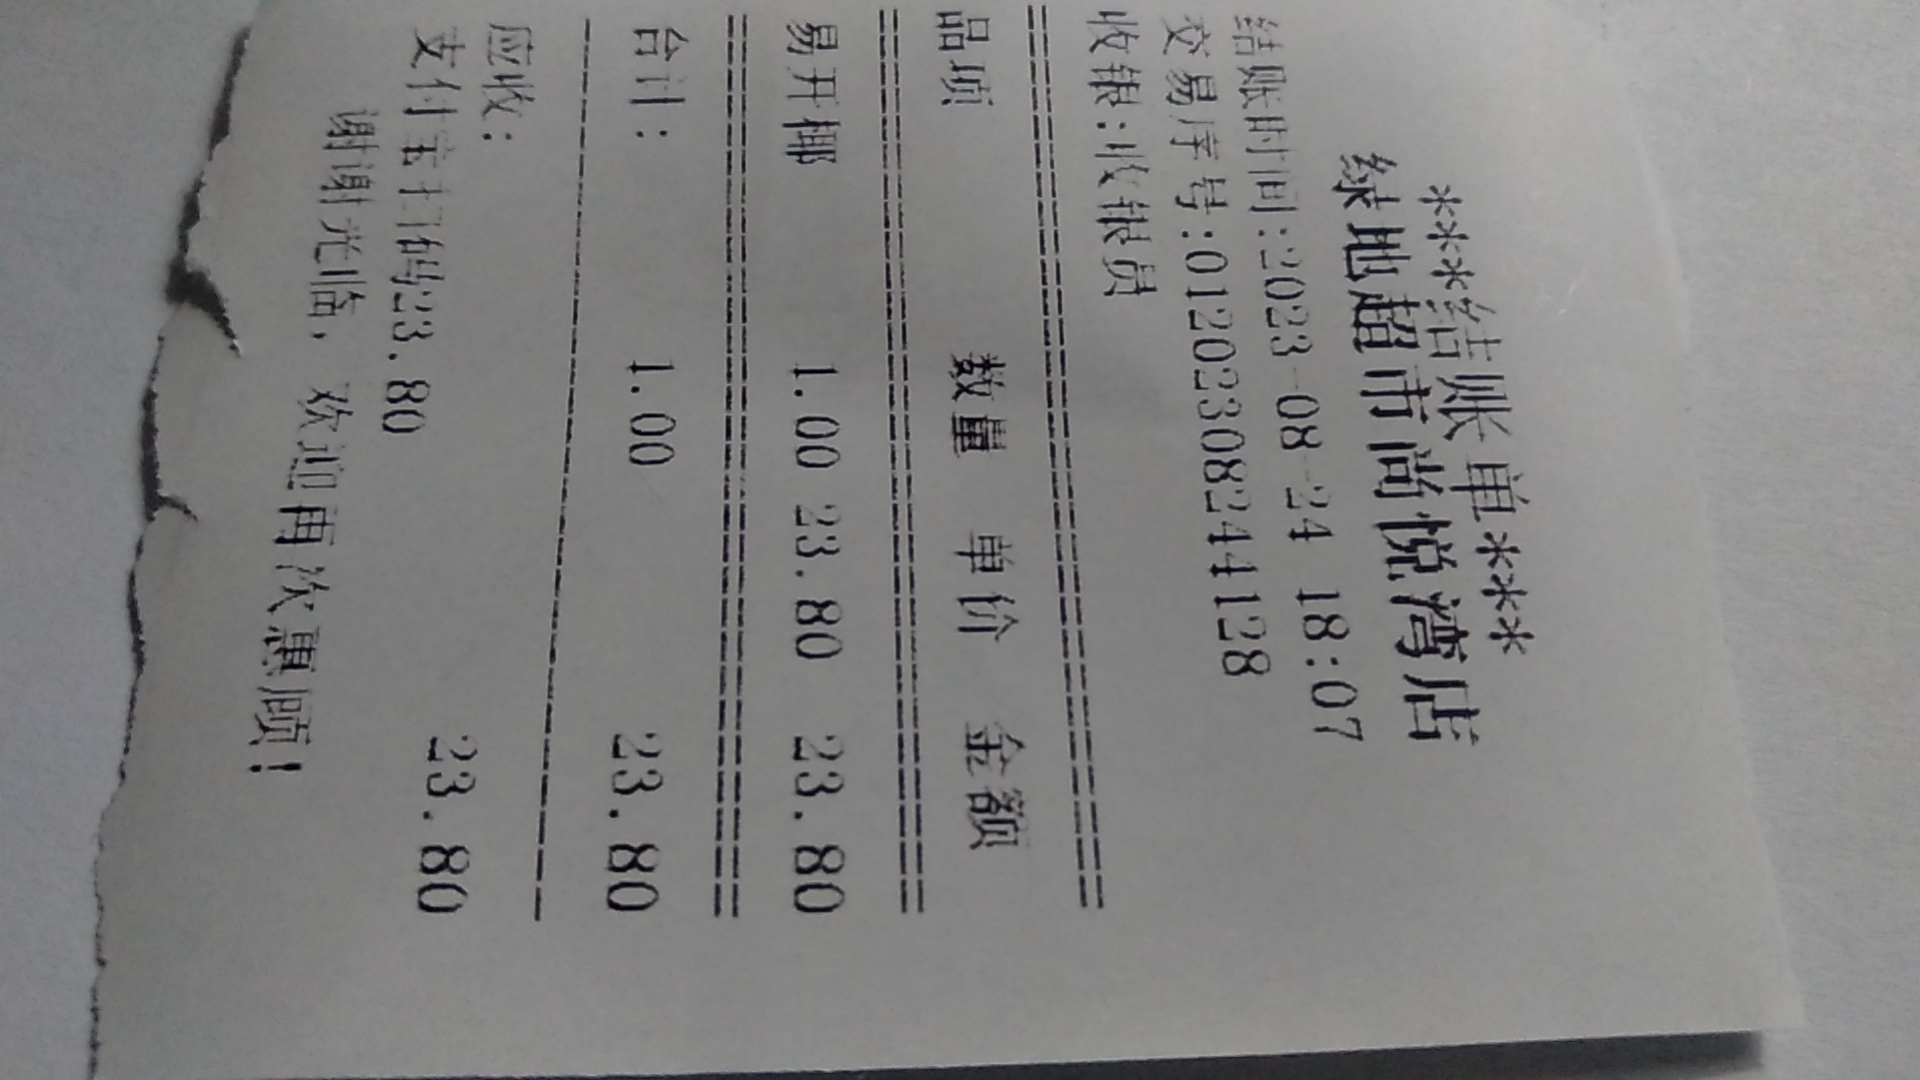 ***结账单***
绿地超市尚悦湾店
结账时间:2023-08-24 18:07
交易序号:01202308244128
收银:收银员
品项 数量 单价 金额
易开椰 1.00 23.80 23.80
合计: 1.00 23.80
应收: 23.80
支付宝扫码23.80
谢谢光临, 欢迎再次惠顾!